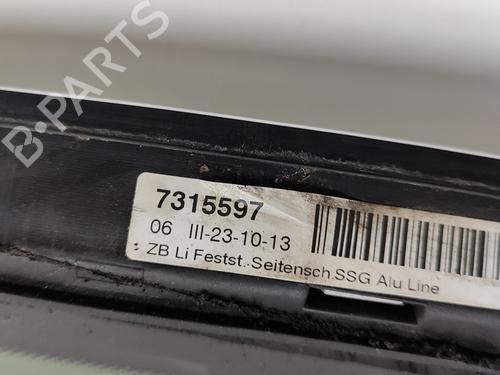 B-PARTS
7315597
06 III-23-10-13
ZB Li Festst.-Seitensch.SSG Alu Line